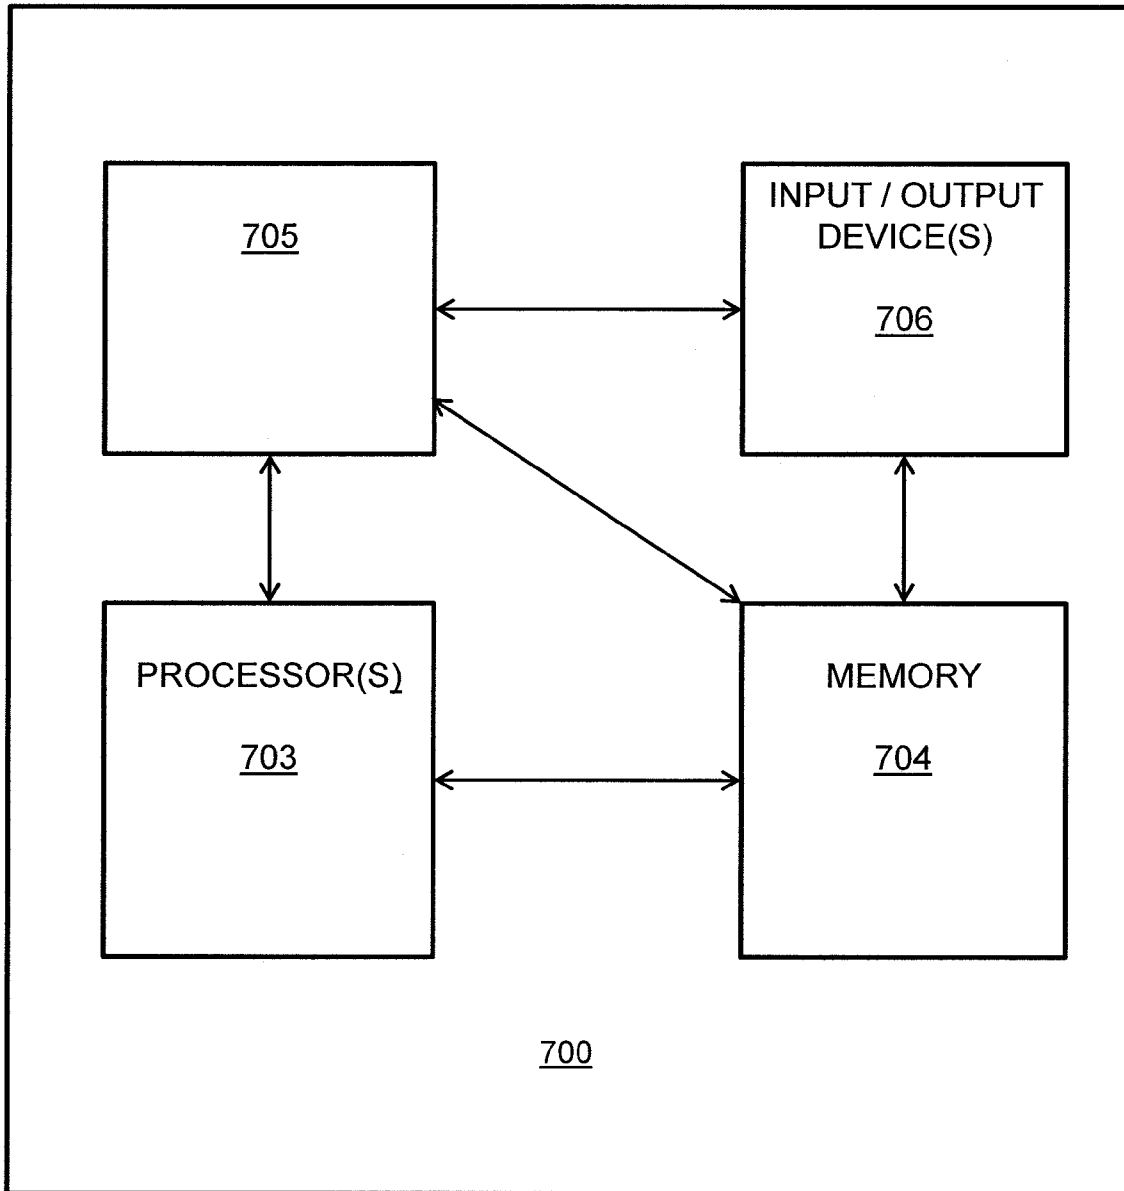 705
INPUT / OUTPUT
DEVICE(S)
706
PROCESSOR(S)
703
MEMORY
704
700